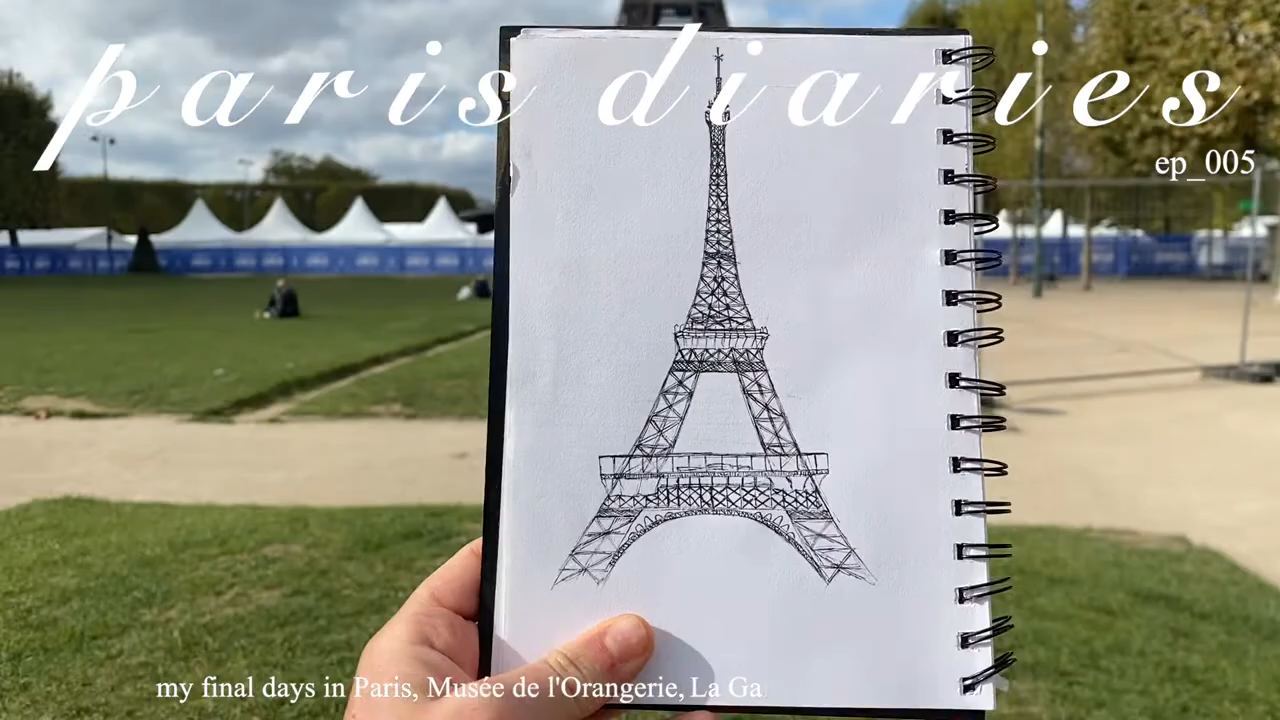 paris diaries
ep_005
my final days in Paris, Musée de l'Orangerie, La Ga